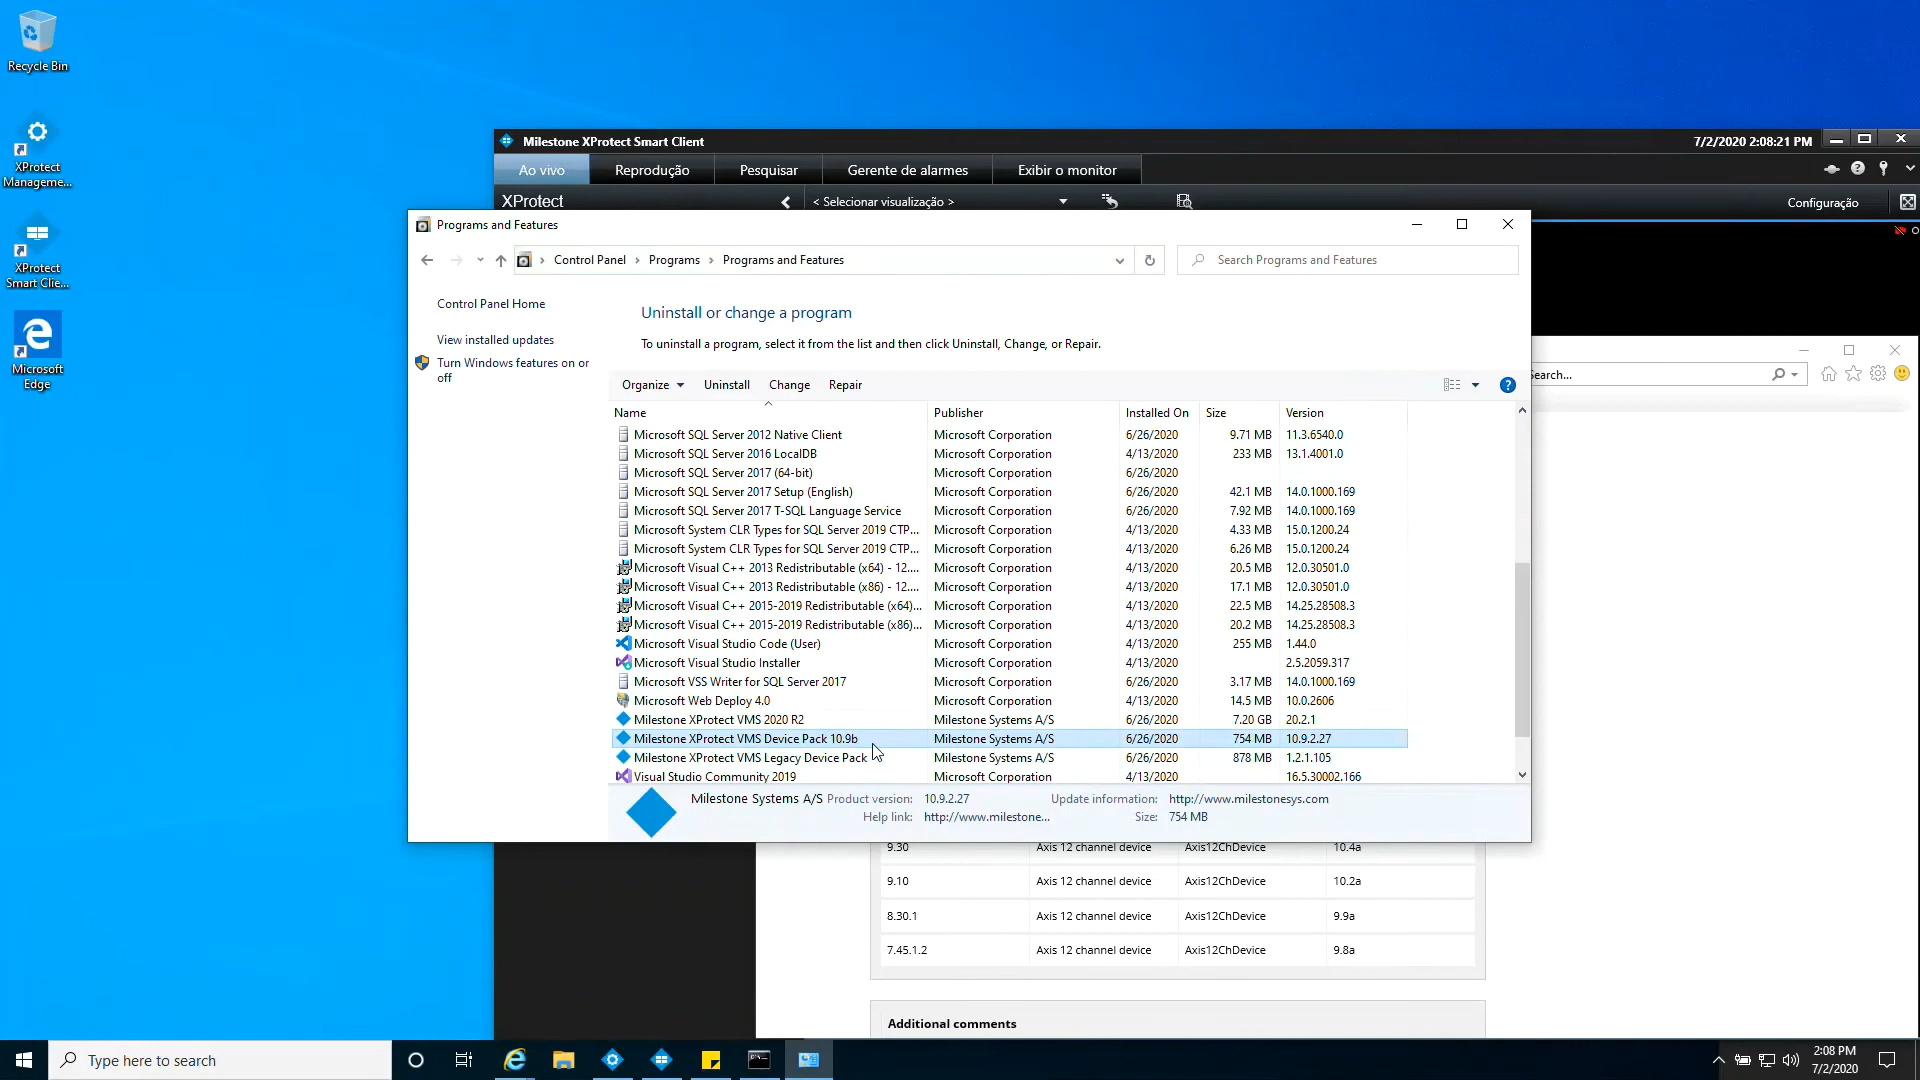 Recycle Bin
XProtect
Manageme...
XProtect
Smart Clie...
Microsoft
Edge
Milestone XProtect Smart Client
7/2/2020 2:08:21 PM
Ao vivo
Reprodução
Pesquisar
Gerente de alarmes
Exibir o monitor
XProtect
< Selecionar visualização >
Configuração
Programs and Features
Control Panel > Programs > Programs and Features
Search Programs and Features
Control Panel Home
View installed updates
Turn Windows features on or
off
Uninstall or change a program
To uninstall a program, select it from the list and then click Uninstall, Change, or Repair.
Organize Uninstall Change Repair
Name Publisher Installed On Size Version
Microsoft SQL Server 2012 Native Client Microsoft Corporation 6/26/2020 9.71 MB 11.3.6540.0
Microsoft SQL Server 2016 LocalDB Microsoft Corporation 4/13/2020 233 MB 13.1.4001.0
Microsoft SQL Server 2017 (64-bit) Microsoft Corporation 6/26/2020
Microsoft SQL Server 2017 Setup (English) Microsoft Corporation 6/26/2020 42.1 MB 14.0.1000.169
Microsoft SQL Server 2017 T-SQL Language Service Microsoft Corporation 6/26/2020 7.92 MB 14.0.1000.169
Microsoft System CLR Types for SQL Server 2019 CTP... Microsoft Corporation 4/13/2020 4.33 MB 15.0.1200.24
Microsoft System CLR Types for SQL Server 2019 CTP... Microsoft Corporation 4/13/2020 6.26 MB 15.0.1200.24
Microsoft Visual C++ 2013 Redistributable (x64) - 12.... Microsoft Corporation 4/13/2020 20.5 MB 12.0.30501.0
Microsoft Visual C++ 2013 Redistributable (x86) - 12.... Microsoft Corporation 4/13/2020 17.1 MB 12.0.30501.0
Microsoft Visual C++ 2015-2019 Redistributable (x64)... Microsoft Corporation 4/13/2020 22.5 MB 14.25.28508.3
Microsoft Visual C++ 2015-2019 Redistributable (x86)... Microsoft Corporation 4/13/2020 20.2 MB 14.25.28508.3
Microsoft Visual Studio Code (User) Microsoft Corporation 4/13/2020 255 MB 1.44.0
Microsoft Visual Studio Installer Microsoft Corporation 4/13/2020 2.5.2059.317
Microsoft VSS Writer for SQL Server 2017 Microsoft Corporation 6/26/2020 3.17 MB 14.0.1000.169
Microsoft Web Deploy 4.0 Microsoft Corporation 4/13/2020 14.5 MB 10.0.2606
Milestone XProtect VMS 2020 R2 Milestone Systems A/S 6/26/2020 7.20 GB 20.2.1
Milestone XProtect VMS Device Pack 10.9b Milestone Systems A/S 6/26/2020 754 MB 10.9.2.27
Milestone XProtect VMS Legacy Device Pack Milestone Systems A/S 6/26/2020 878 MB 1.2.1.105
Visual Studio Community 2019 Microsoft Corporation 4/13/2020 16.5.30002.166
Milestone Systems A/S Product version: 10.9.2.27 Update information: http://www.milestonesys.com
Help link: http://www.milestone... Size: 754 MB
Search...
9.30 Axis 12 channel device Axis12ChDevice 10.4a
9.10 Axis 12 channel device Axis12ChDevice 10.2a
8.30.1 Axis 12 channel device Axis12ChDevice 9.9a
7.45.1.2 Axis 12 channel device Axis12ChDevice 9.8a
Additional comments
Type here to search
2:08 PM
7/2/2020